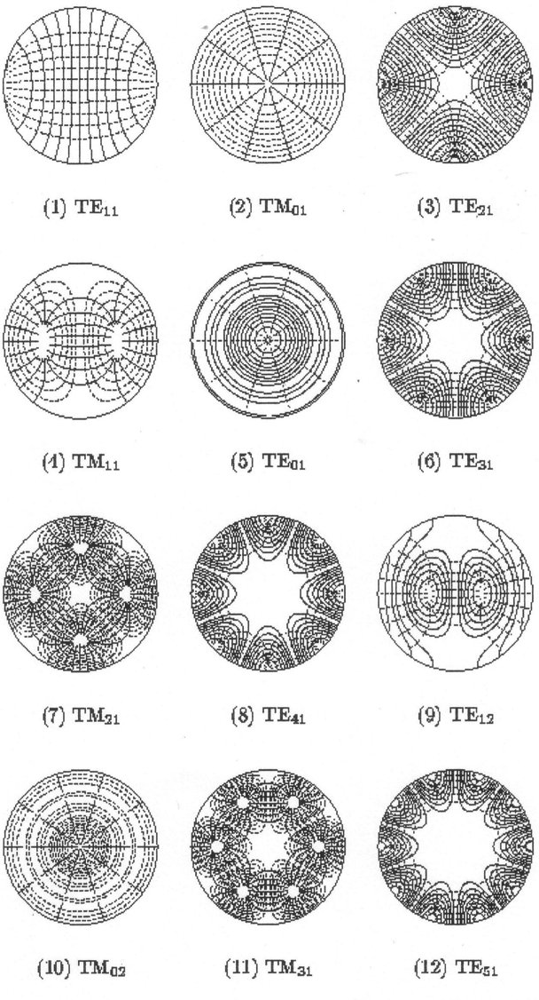 (1) TE₁₁ (2) TM₀₁ (3) TE₂₁
(4) TM₁₁ (5) TE₀₁ (6) TE₃₁
(7) TM₂₁ (8) TE₄₁ (9) TE₁₂
(10) TM₀₂ (11) TM₃₁ (12) TE₅₁